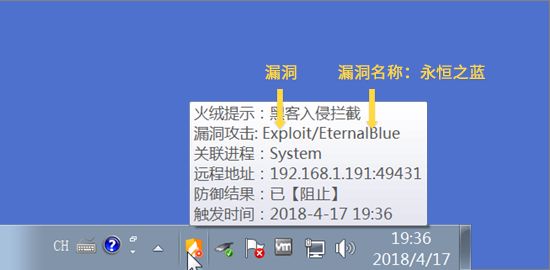 漏洞 漏洞名称：永恒之蓝
火绒提示：黑客入侵拦截
漏洞攻击: Exploit/EternalBlue
关联进程：System
远程地址：192.168.1.191:49431
防御结果：已【阻止】
触发时间：2018-4-17 19:36
CH ? vm 19:36
2018/4/17